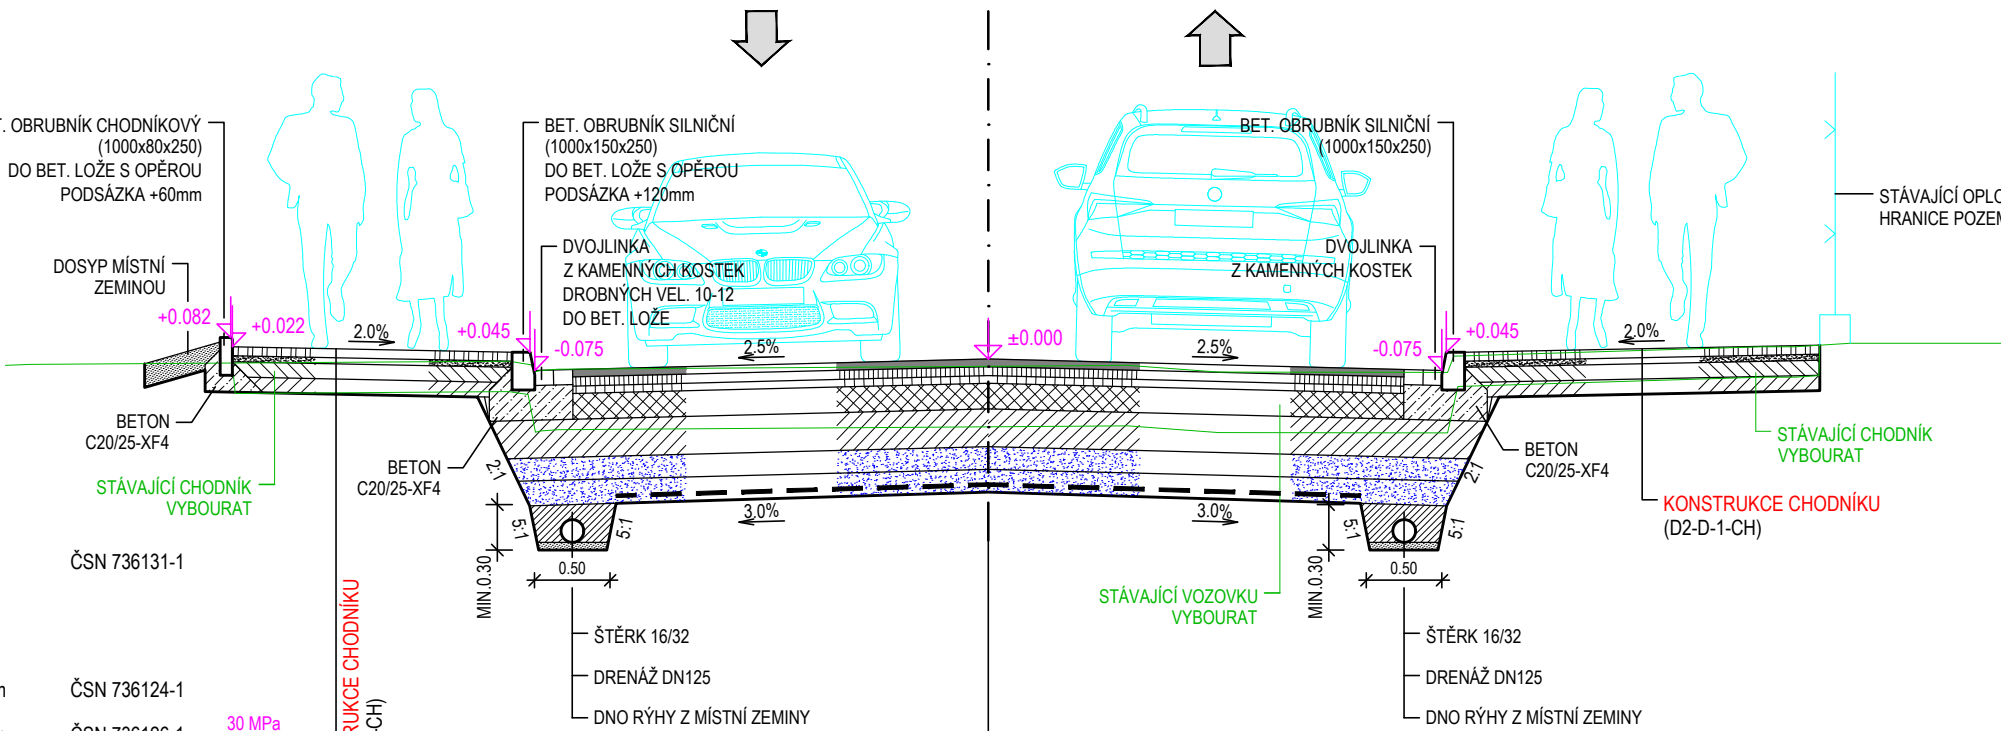 OBRUBNÍK CHODNÍKOVÝ
(1000x80x250)
DO BET. LOŽE S OPĚROU
PODSÁZKA +60mm
BET. OBRUBNÍK SILNIČNÍ
(1000x150x250)
DO BET. LOŽE S OPĚROU
PODSÁZKA +120mm
BET. OBRUBNÍK SILNIČNÍ
(1000x150x250)
STÁVAJÍCÍ
HRANICE
DVOJLINKA
Z KAMENNÝCH KOSTEK
DROBNÝCH VEL. 10-12
DO BET. LOŽE
DVOJLINKA
Z KAMENNÝCH KOSTEK
DOSYP MÍSTNÍ
ZEMINOU
+0.082
+0.022
2.0%
+0.045
-0.075
2.5%
±0.000
2.5%
-0.075
+0.045
2.0%
BETON
C20/25-XF4
STÁVAJÍCÍ CHODNÍK
VYBOURAT
BETON
C20/25-XF4
2:1
5:1
5:1
3.0%
3.0%
5:1
5:1
2:1
BETON
C20/25-XF4
STÁVAJÍCÍ CHODNÍK
VYBOURAT
KONSTRUKCE CHODNÍKU
(D2-D-1-CH)
MIN.0.30
0.50
MIN.0.30
0.50
STÁVAJÍCÍ VOZOVKU
VYBOURAT
ČSN 736131-1
ŠTĚRK 16/32
DRENÁŽ DN125
DNO RÝHY Z MÍSTNÍ ZEMINY
ŠTĚRK 16/32
DRENÁŽ DN125
DNO RÝHY Z MÍSTNÍ ZEMINY
ČSN 736124-1
30 MPa
CHODNÍKU